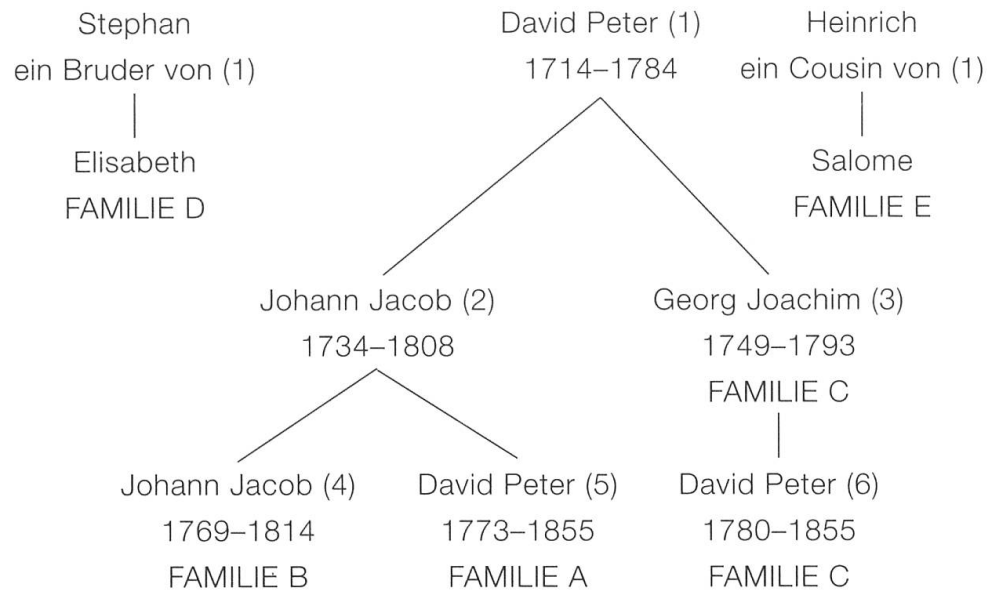 Stephan
ein Bruder von (1)
Elisabeth
FAMILIE D
David Peter (1)
1714–1784
Heinrich
ein Cousin von (1)
Salome
FAMILIE E
Johann Jacob (2)
1734–1808
Georg Joachim (3)
1749–1793
FAMILIE C
Johann Jacob (4)
1769–1814
FAMILIE B
David Peter (5)
1773–1855
FAMILIE A
David Peter (6)
1780–1855
FAMILIE C